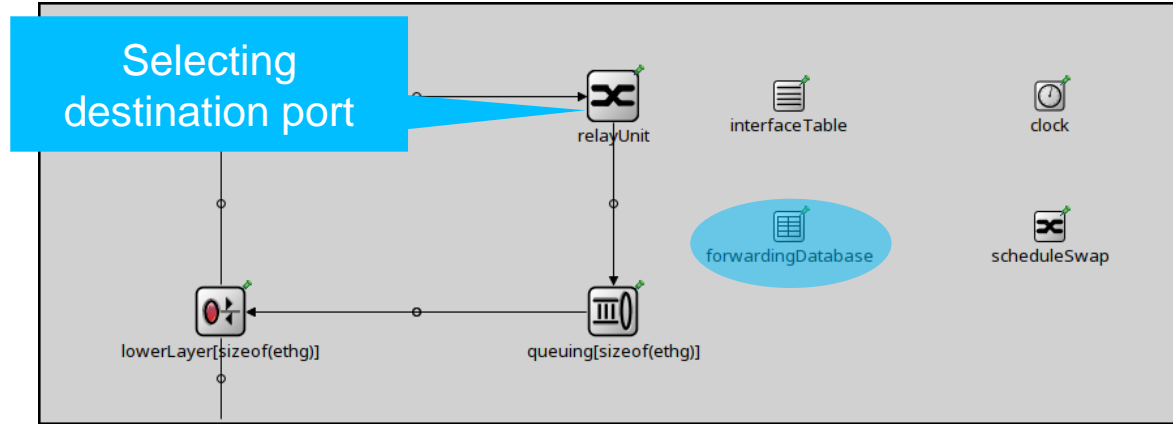 Selecting
destination port
relayUnit
interfaceTable
clock
forwardingDatabase
scheduleSwap
lowerLayer[sizeof(ethg)]
queuing[sizeof(ethg)]